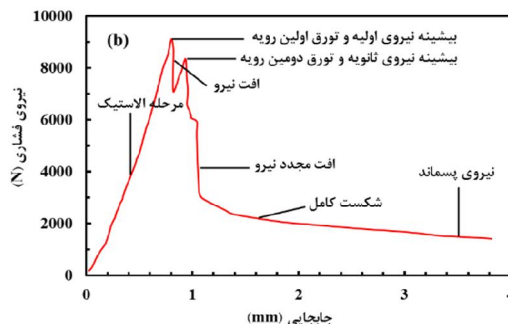 (b)
بیشینه نیروی اولیه و تورق اولین رویه
بیشینه نیروی ثانویه و تورق دومین رویه
افت نیرو
مرحله الاستیک
افت مجدد نیرو
نیروی پسماند
شکست کامل
نیروی فشاری (N)
10000
8000
6000
4000
2000
0
0
1
2
3
4
جابجایی (mm)